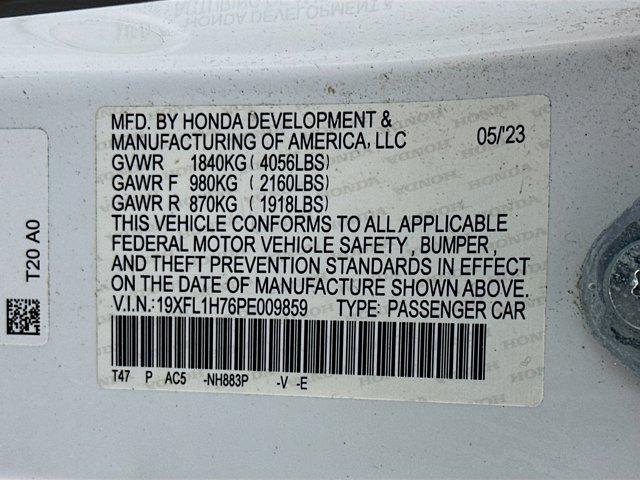 MFD. BY HONDA DEVELOPMENT &
MANUFACTURING OF AMERICA, LLC 05/'23
GVWR 1840KG ( 4056LBS)
GAWR F 980KG ( 2160LBS)
GAWR R 870KG ( 1918LBS)
THIS VEHICLE CONFORMS TO ALL APPLICABLE
FEDERAL MOTOR VEHICLE SAFETY , BUMPER ,
AND THEFT PREVENTION STANDARDS IN EFFECT
ON THE DATE OF MANUFACTURE SHOWN ABOVE.
V.I.N.:19XFL1H76PE009859 TYPE: PASSENGER CAR
T47 P AC5 -NH883P -V -E
T20 A0